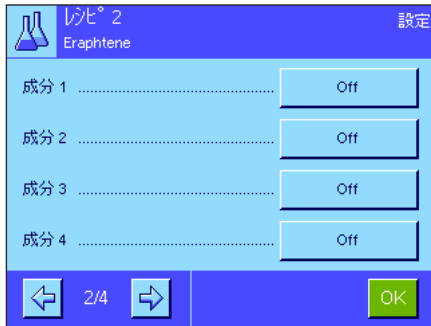 ﾚｼﾋﾟ 2 設定
Eraphtene
成分 1 ................................................ Off
成分 2 ................................................ Off
成分 3 ................................................ Off
成分 4 ................................................ Off
2/4 OK